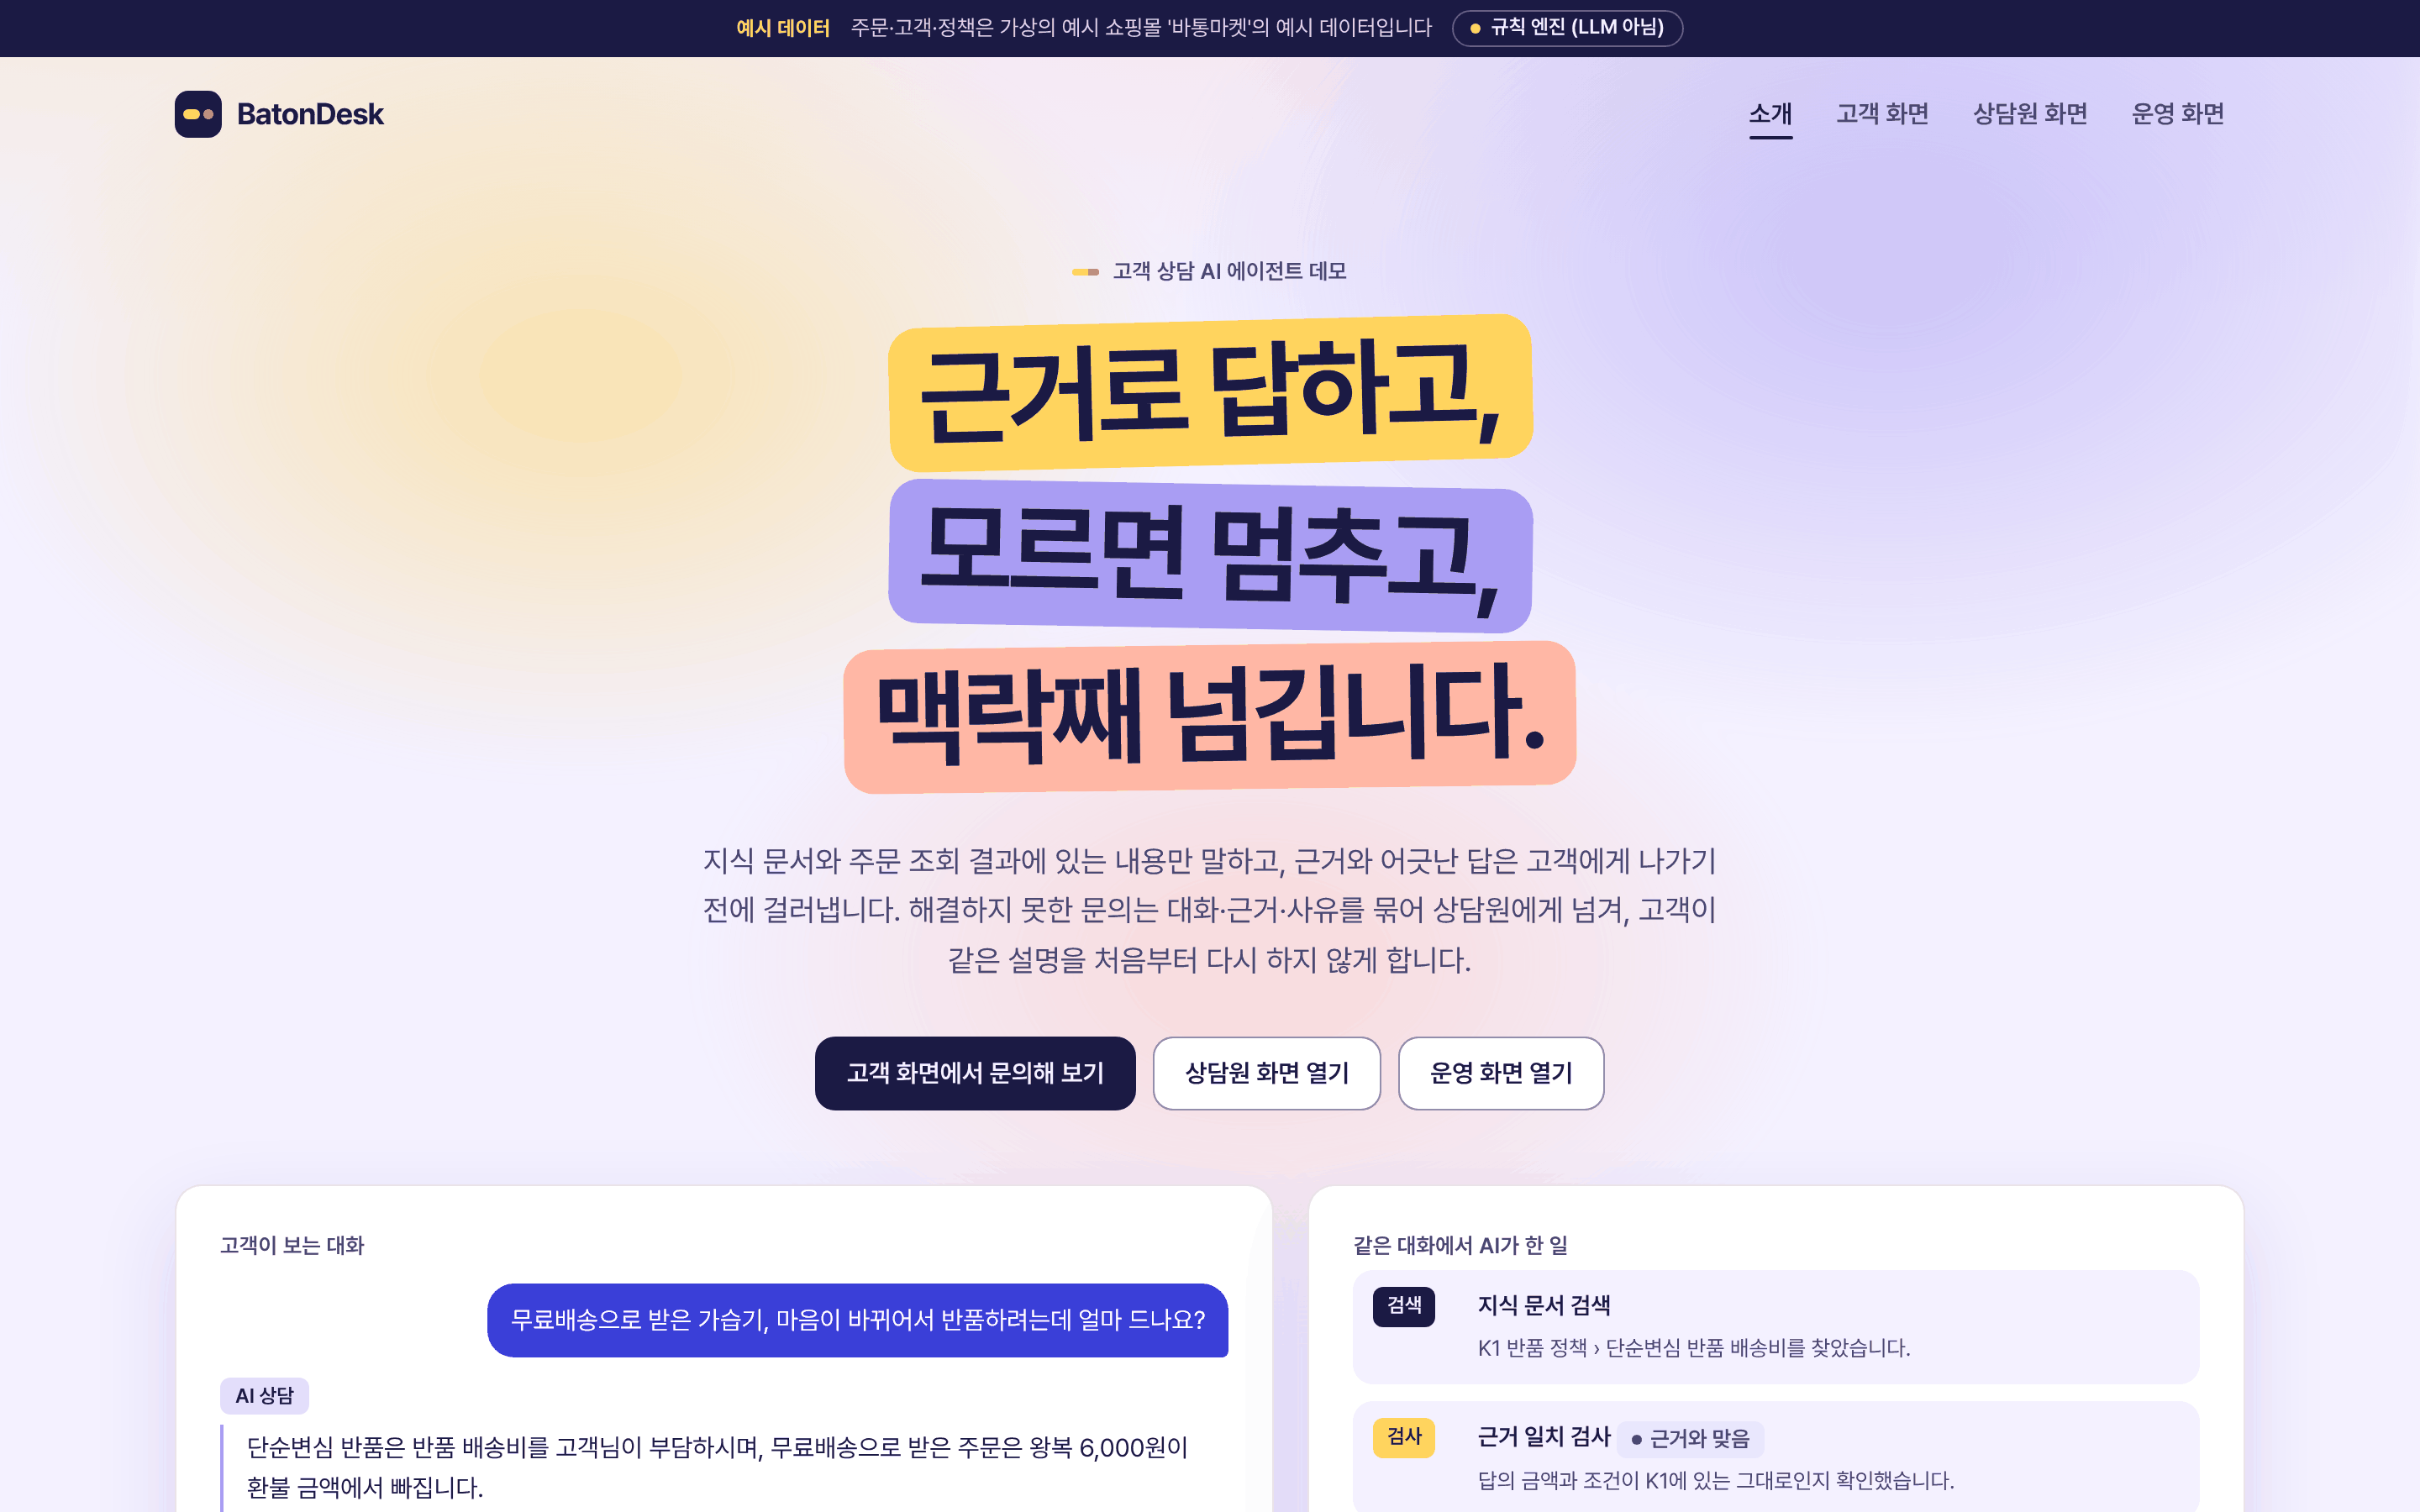 예시 데이터 주문·고객·정책은 가상의 예시 쇼핑몰 '바통마켓'의 예시 데이터입니다 규칙 엔진 (LLM 아님)
BatonDesk 소개 고객 화면 상담원 화면 운영 화면
고객 상담 AI 에이전트 데모
근거로 답하고,
모르면 멈추고,
맥락째 넘깁니다.
지식 문서와 주문 조회 결과에 있는 내용만 말하고, 근거와 어긋난 답은 고객에게 나가기
전에 걸러냅니다. 해결하지 못한 문의는 대화·근거·사유를 묶어 상담원에게 넘겨, 고객이
같은 설명을 처음부터 다시 하지 않게 합니다.
고객 화면에서 문의해 보기 상담원 화면 열기 운영 화면 열기
고객이 보는 대화
무료배송으로 받은 가습기, 마음이 바뀌어서 반품하려는데 얼마 드나요?
AI 상담
단순변심 반품은 반품 배송비를 고객님이 부담하시며, 무료배송으로 받은 주문은 왕복 6,000원이
환불 금액에서 빠집니다.
같은 대화에서 AI가 한 일
검색 지식 문서 검색
K1 반품 정책 › 단순변심 반품 배송비를 찾았습니다.
검사 근거 일치 검사 근거와 맞음
답의 금액과 조건이 K1에 있는 그대로인지 확인했습니다.